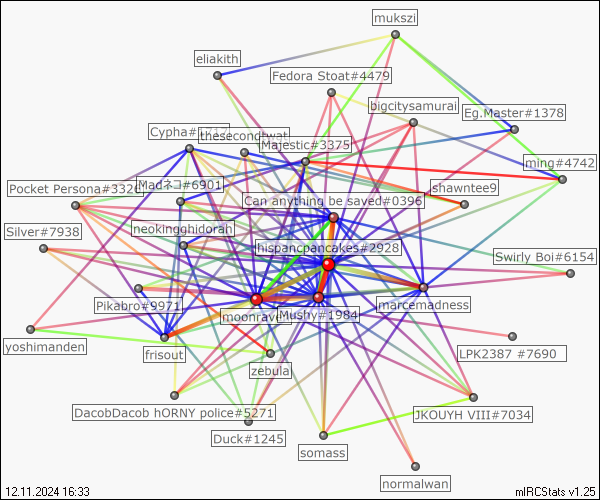 mukszi
eliakith
Fedora Stoat#4479
bigcitysamurai
Eg.Master#1378
Cypha#
thesecondtwat
Majestic#3375
ming#4742
Pocket Persona#3326
Madネコ#6901
shawntee9
Can anything be saved#0396
Silver#7938
neokingghidorah
hispancpancakes#2928
Swirly Boi#6154
Pikabro#9971
moonrave
Mushy#1984
marcemadness
yoshimanden
frisout
zebula
LPK2387 #7690
DacobDacob hORNY police#5271
JKOUYH VIII#7034
Duck#1245
somass
normalwan
12.11.2024 16:33
mIRCStats v1.25